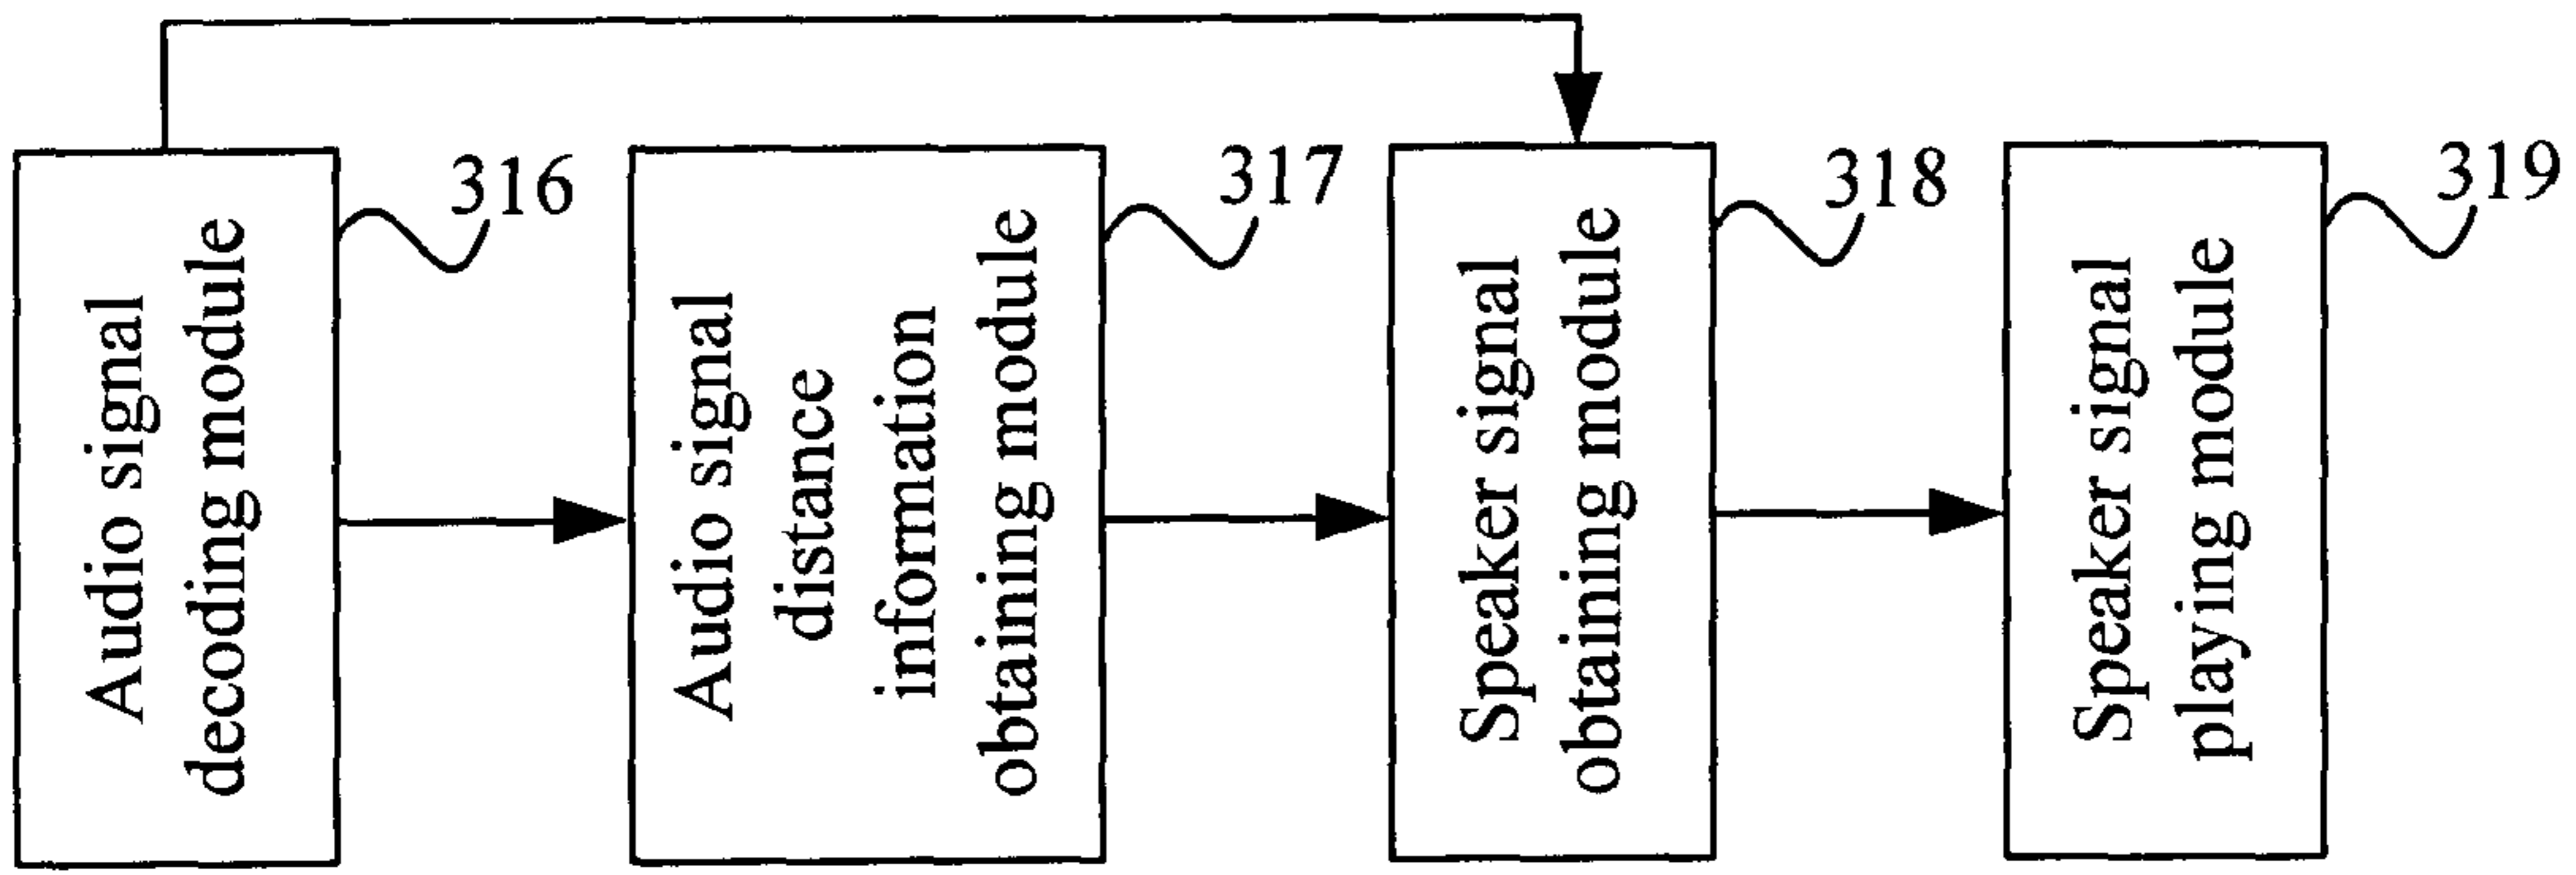 Audio signal
decoding module
316
Audio signal
distance
information
obtaining module
317
Speaker signal
obtaining module
318
Speaker signal
playing module
319